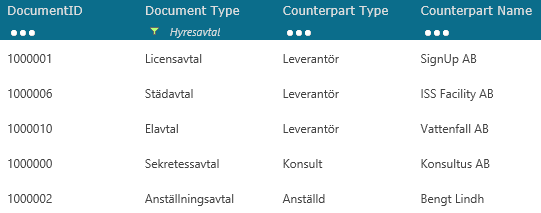 DocumentID Document Type Counterpart Type Counterpart Name
Hyresavtal
1000001 Licensavtal Leverantör SignUp AB
1000006 Städavtal Leverantör ISS Facility AB
1000010 Elavtal Leverantör Vattenfall AB
1000000 Sekretessavtal Konsult Konsultus AB
1000002 Anställningsavtal Anställd Bengt Lindh